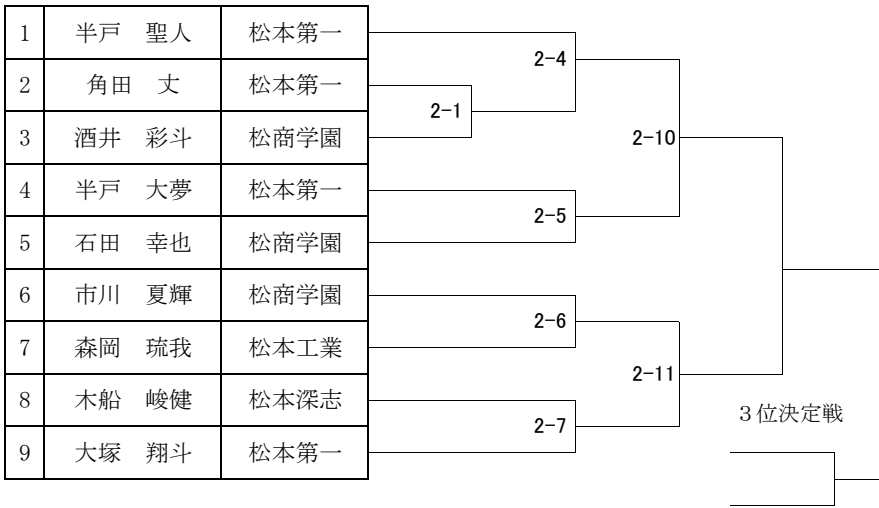 1 半戸 聖人 松本第一
2-4
2 角田 丈 松本第一
2-1
3 酒井 彩斗 松商学園
2-10
4 半戸 大夢 松本第一
2-5
5 石田 幸也 松商学園
6 市川 夏輝 松商学園
2-6
7 森岡 琉我 松本工業
2-11
8 木船 峻健 松本深志
3位決定戦
2-7
9 大塚 翔斗 松本第一